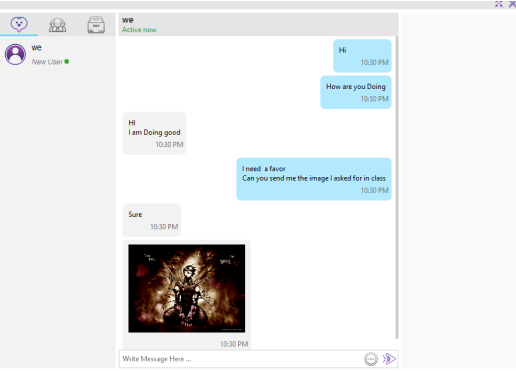 we
Active now
we
New User
Hi
10:30 PM
How are you Doing
10:30 PM
HI
I am Doing good
10:30 PM
I need a favor
Can you send me the image I asked for in class
10:30 PM
Sure
10:30 PM
10:30 PM
Write Message Here ...